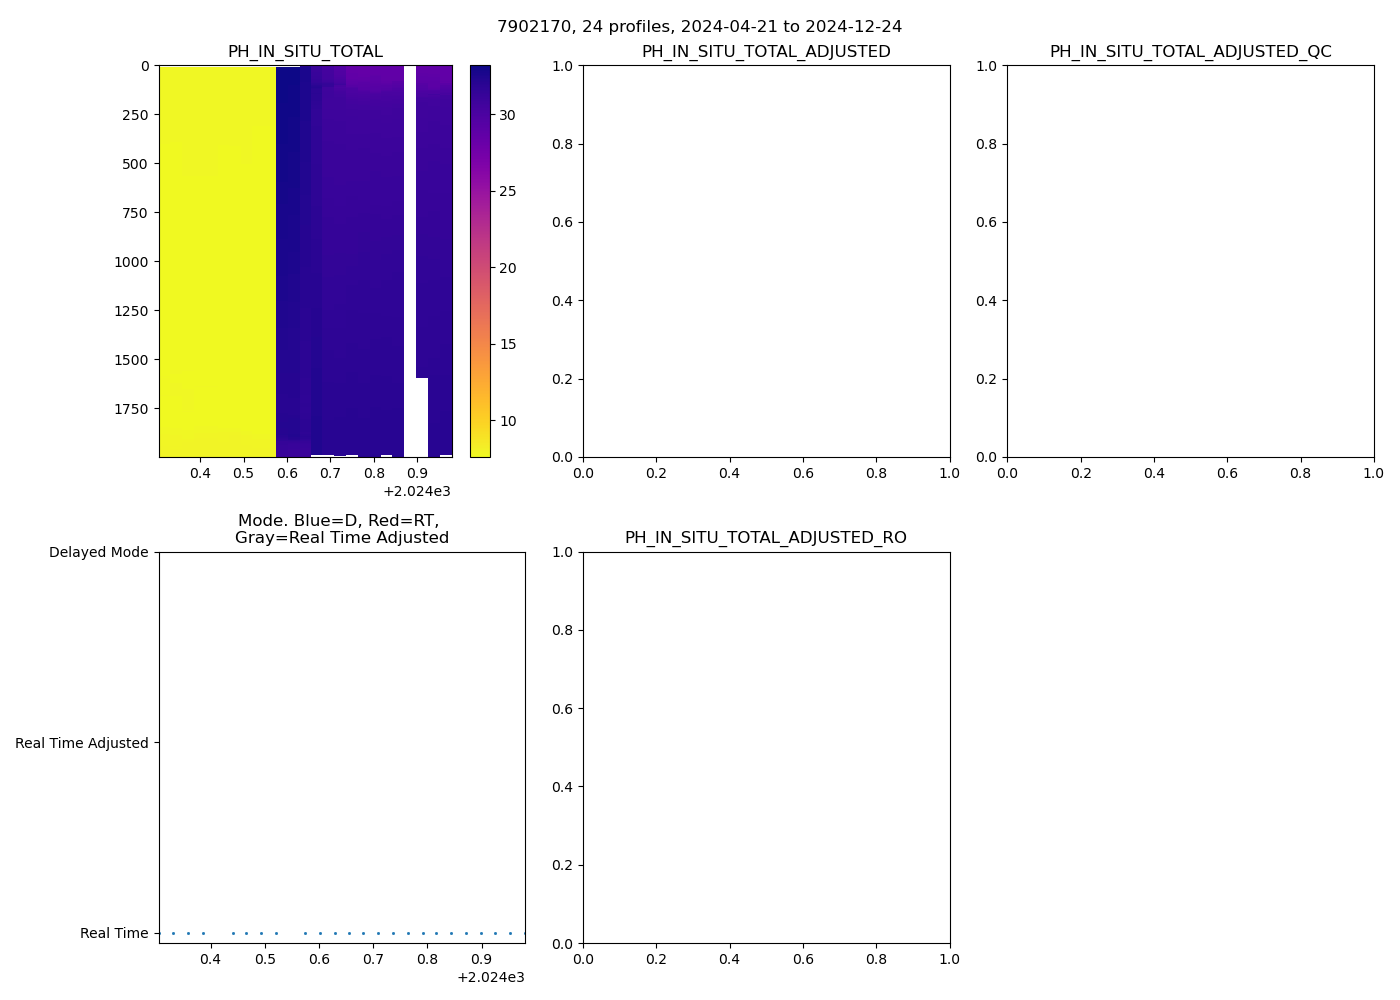 7902170, 24 profiles, 2024-04-21 to 2024-12-24
PH_IN_SITU_TOTAL
0
250
500
750
1000
1250
1500
1750
0.4 0.5 0.6 0.7 0.8 0.9
+2.024e3
30
25
20
15
10
PH_IN_SITU_TOTAL_ADJUSTED
1.0
0.8
0.6
0.4
0.2
0.0
0.0 0.2 0.4 0.6 0.8 1.0
PH_IN_SITU_TOTAL_ADJUSTED_QC
1.0
0.8
0.6
0.4
0.2
0.0
0.0 0.2 0.4 0.6 0.8 1.0
Mode. Blue=D, Red=RT,
Gray=Real Time Adjusted
Delayed Mode
Real Time Adjusted
Real Time
0.4 0.5 0.6 0.7 0.8 0.9
+2.024e3
PH_IN_SITU_TOTAL_ADJUSTED_RO
1.0
0.8
0.6
0.4
0.2
0.0
0.0 0.2 0.4 0.6 0.8 1.0